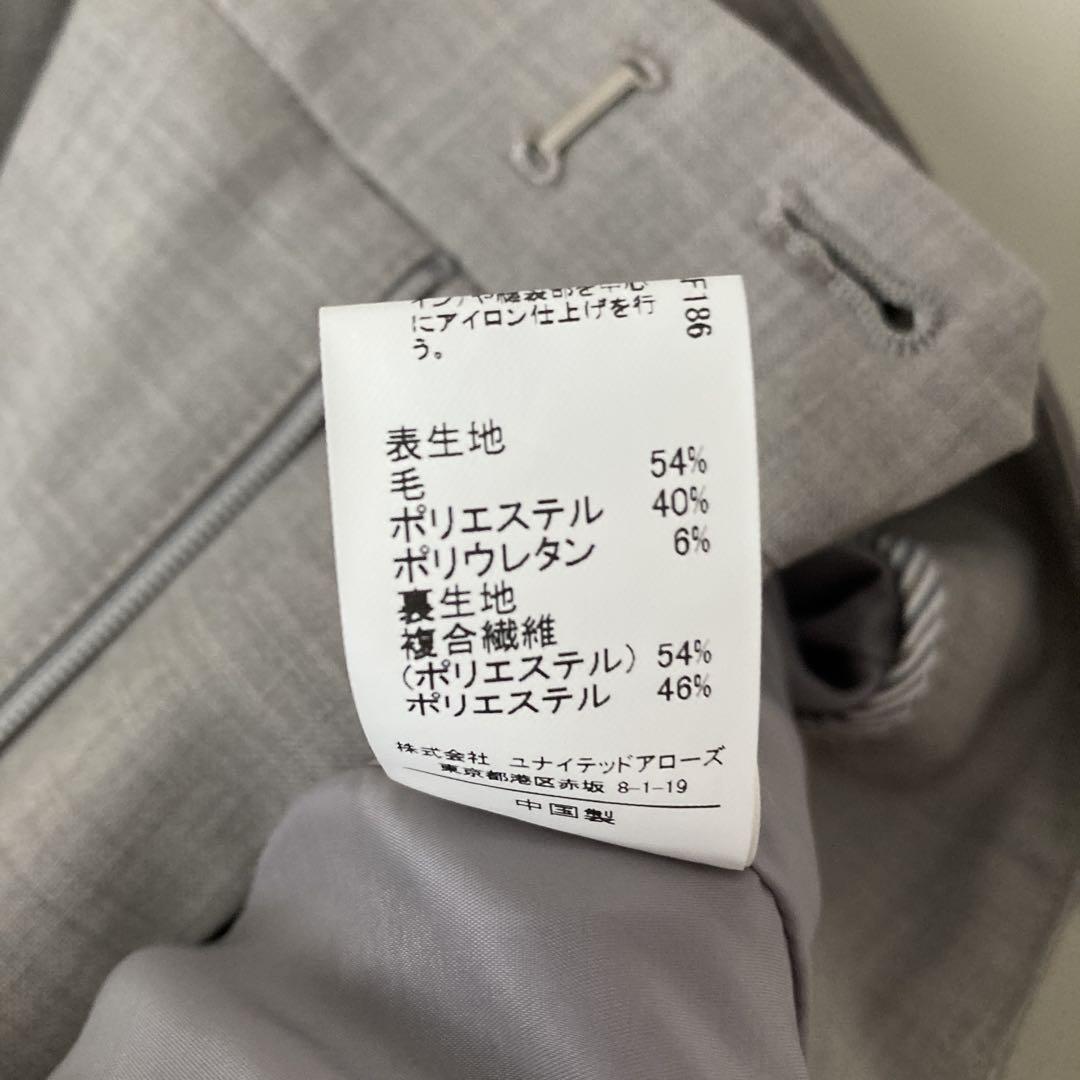 にアイロン仕上げを行
う。
F186
表生地
毛 54%
ポリエステル 40%
ポリウレタン 6%
裏生地
複合繊維
(ポリエステル) 54%
ポリエステル 46%
株式会社 ユナイテッドアローズ
東京都港区赤坂 8-1-19
中国製